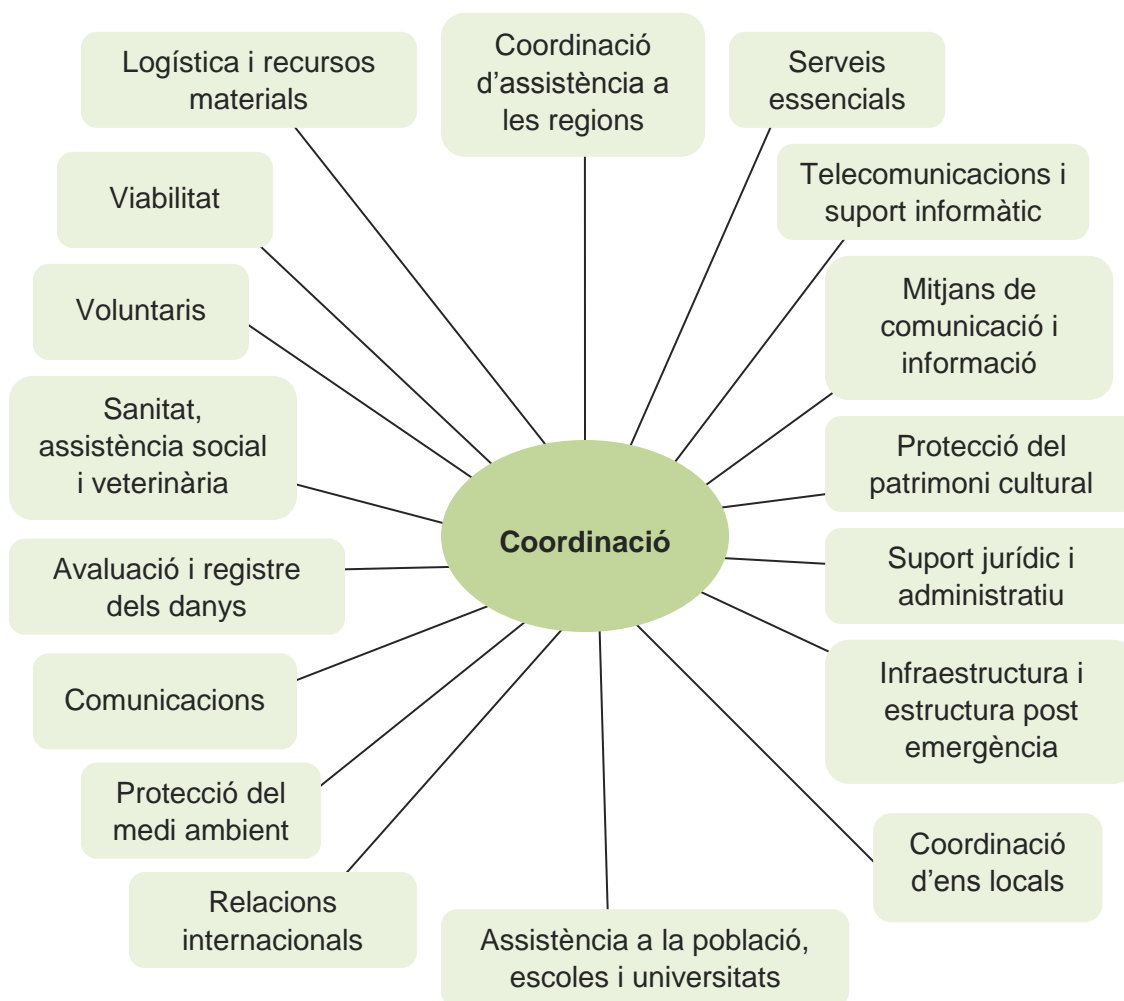 Logística i recursos
materials
Coordinació
d’assistència a
les regions
Serveis
essencials
Viabilitat
Telecomunicacions i
suport informàtic
Voluntaris
Mitjans de
comunicació i
informació
Sanitat,
assistència social
i veterinària
Protecció del
patrimoni cultural
Coordinació
Avaluació i registre
dels danys
Suport jurídic i
administratiu
Comunicacions
Infraestructura i
estructura post
emergència
Protecció del
medi ambient
Coordinació
d’ens locals
Relacions
internacionals
Assistència a la població,
escoles i universitats